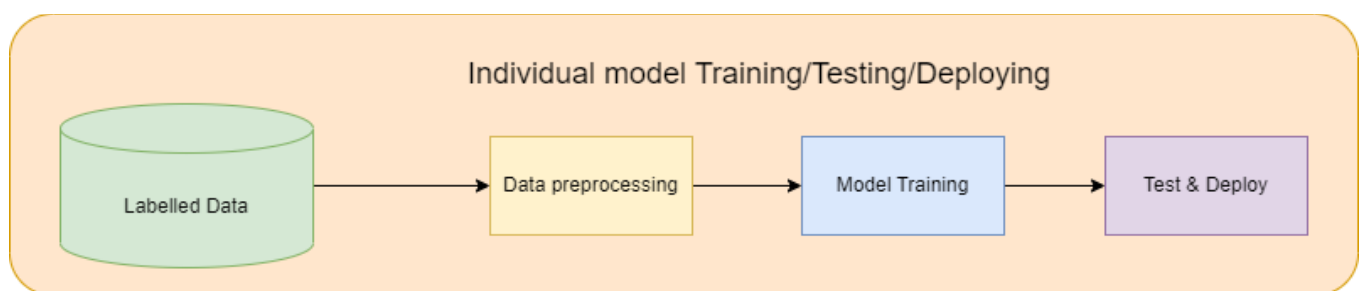 Individual model Training/Testing/Deploying
Labelled Data
Data preprocessing
Model Training
Test & Deploy